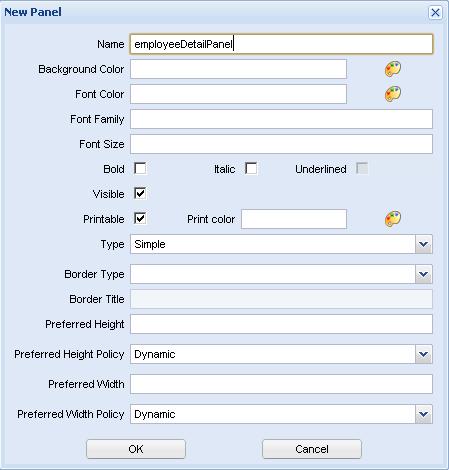 New Panel
Name employeeDetailPanel
Background Color
Font Color
Font Family
Font Size
Bold Italic Underlined
Visible
Printable Print color
Type Simple
Border Type
Border Title
Preferred Height
Preferred Height Policy Dynamic
Preferred Width
Preferred Width Policy Dynamic
OK Cancel